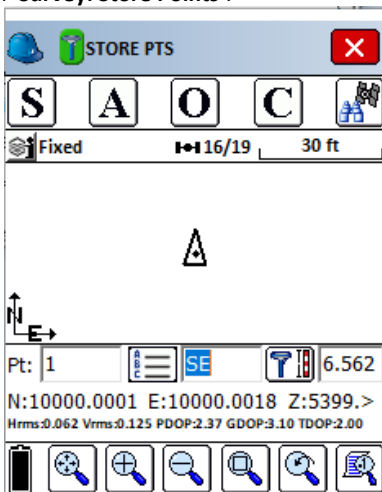 Survey: Store Points
STORE PTS
S A O C
Fixed 16/19 30 ft
N
E
Pt: 1 A B C SE 6.562
N:10000.0001 E:10000.0018 Z:5399.>
Hrms:0.062 Vrms:0.125 PDOP:2.37 GDOP:3.10 TDOP:2.00